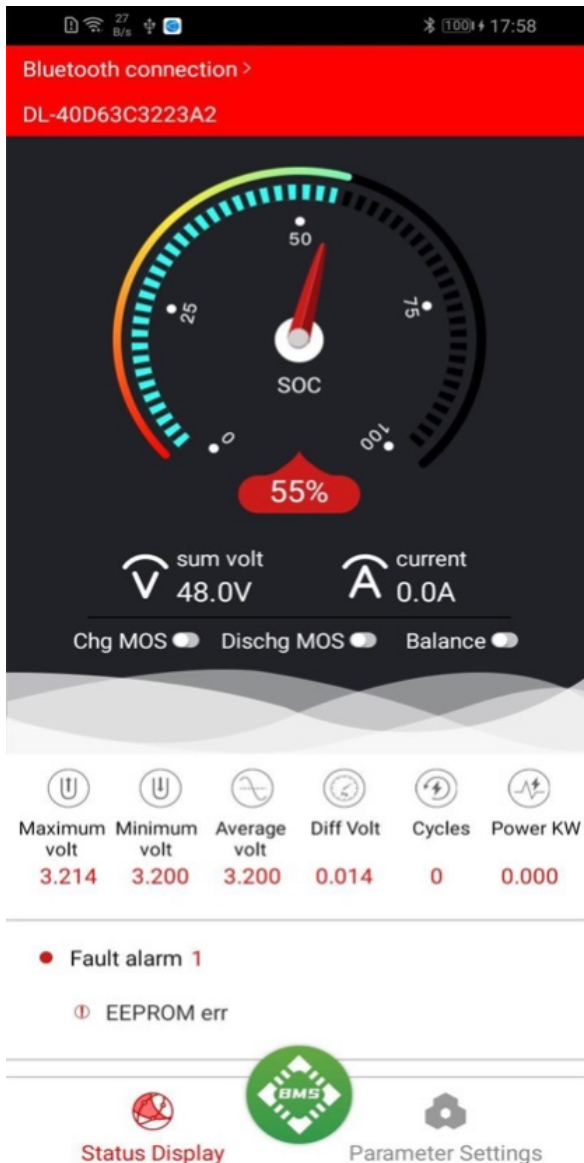 27
B/s
100
17:58
Bluetooth connection >
DL-40D63C3223A2
0
25
50
75
100
SOC
55%
V
sum volt
48.0V
A
current
0.0A
Chg MOS Dischg MOS Balance
Maximum volt Minimum volt Average volt Diff Volt Cycles Power KW
3.214 3.200 3.200 0.014 0 0.000
Fault alarm 1
EEPROM err
BMS
Status Display Parameter Settings